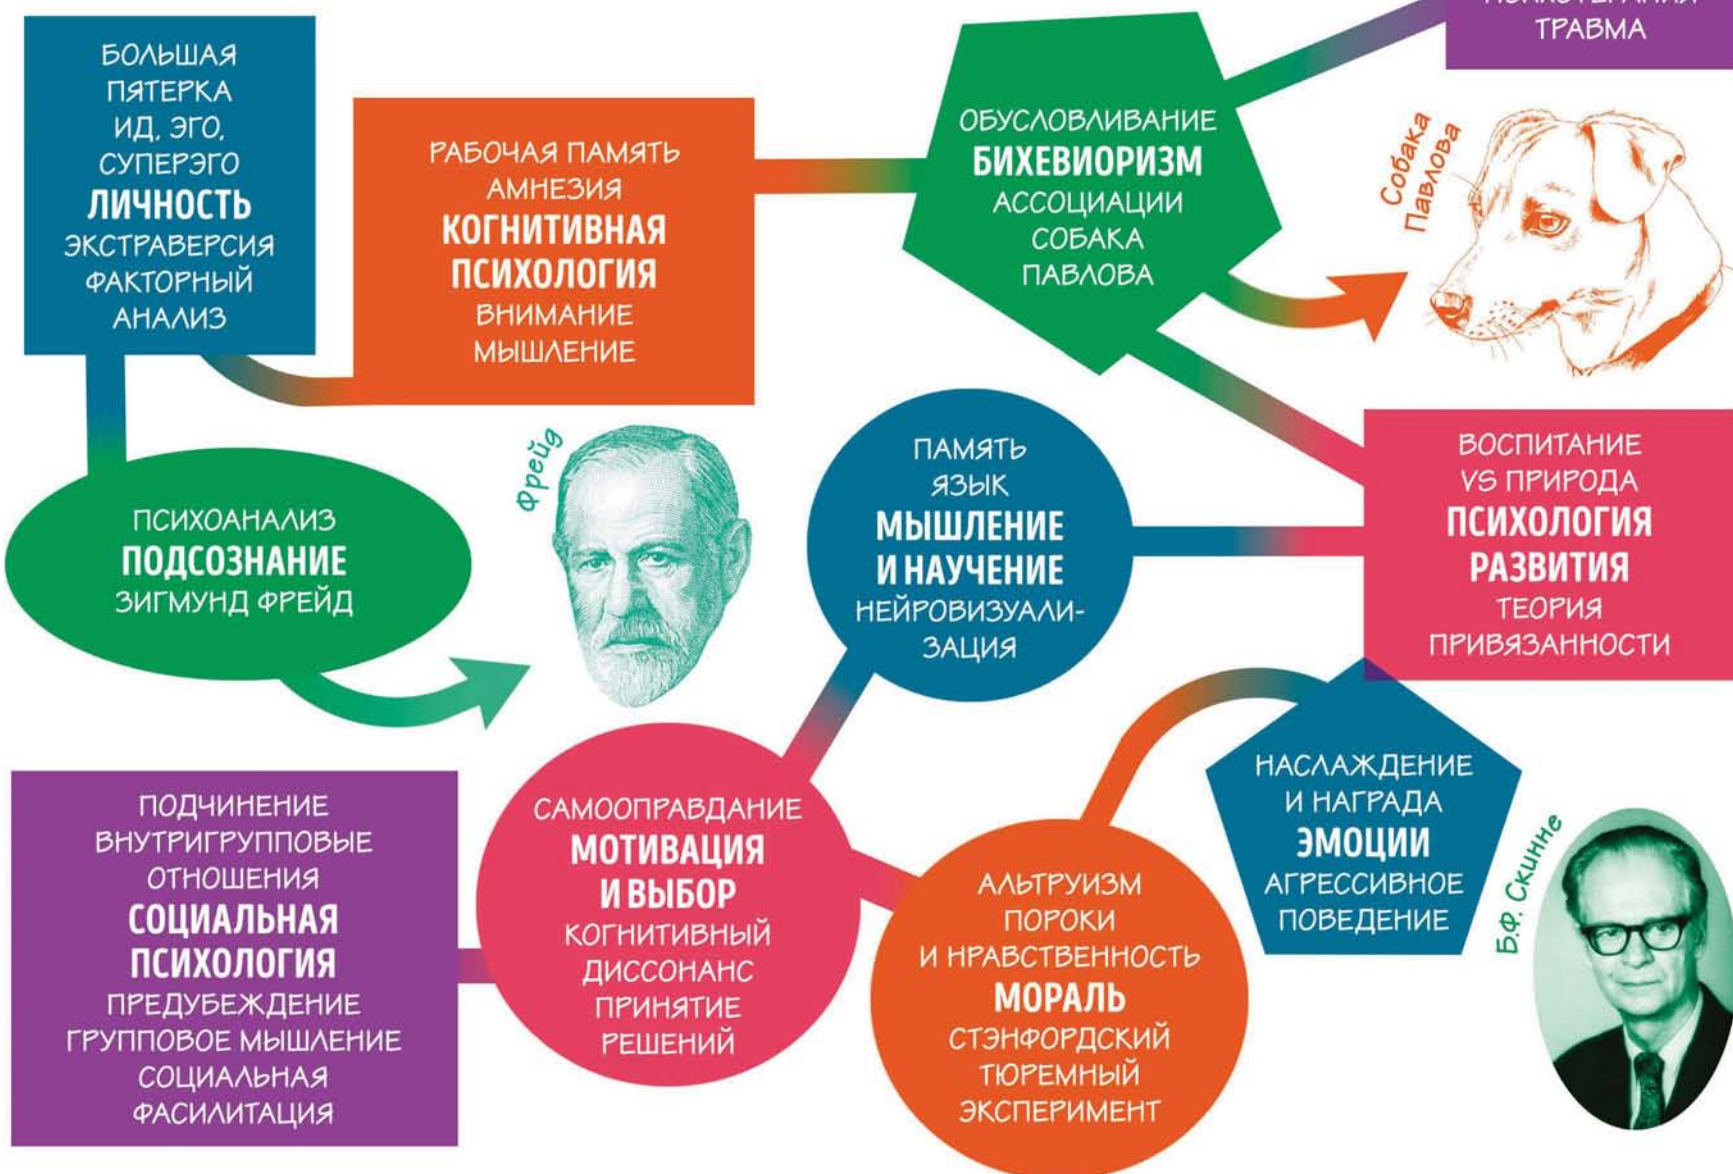 БОЛЬШАЯ
ПЯТЕРКА
ИД, ЭГО,
СУПЕРЭГО
ЛИЧНОСТЬ
ЭКСТРАВЕРСИЯ
ФАКТОРНЫЙ
АНАЛИЗ
РАБОЧАЯ ПАМЯТЬ
АМНЕЗИЯ
КОГНИТИВНАЯ
ПСИХОЛОГИЯ
ВНИМАНИЕ
МЫШЛЕНИЕ
ОБУСЛОВЛИВАНИЕ
БИХЕВИОРИЗМ
АССОЦИАЦИИ
СОБАКА
ПАВЛОВА
ТРАВМА
Собака
Павлова
ПСИХОАНАЛИЗ
ПОДСОЗНАНИЕ
ЗИГМУНД ФРЕЙД
Фрейд
ПАМЯТЬ
ЯЗЫК
МЫШЛЕНИЕ
И НАУЧЕНИЕ
НЕЙРОВИЗУАЛИ-
ЗАЦИЯ
ВОСПИТАНИЕ
VS ПРИРОДА
ПСИХОЛОГИЯ
РАЗВИТИЯ
ТЕОРИЯ
ПРИВЯЗАННОСТИ
ПОДЧИНЕНИЕ
ВНУТРИГРУППОВЫЕ
ОТНОШЕНИЯ
СОЦИАЛЬНАЯ
ПСИХОЛОГИЯ
ПРЕДУБЕЖДЕНИЕ
ГРУППОВОЕ МЫШЛЕНИЕ
СОЦИАЛЬНАЯ
ФАСИЛИТАЦИЯ
САМООПРАВДАНИЕ
МОТИВАЦИЯ
И ВЫБОР
КОГНИТИВНЫЙ
ДИССОНАНС
ПРИНЯТИЕ
РЕШЕНИЙ
АЛЬТРУИЗМ
ПОРОКИ
И НРАВСТВЕННОСТЬ
МОРАЛЬ
СТЭНФОРДСКИЙ
ТЮРЕМНЫЙ
ЭКСПЕРИМЕНТ
НАСЛАЖДЕНИЕ
И НАГРАДА
ЭМОЦИИ
АГРЕССИВНОЕ
ПОВЕДЕНИЕ
Б.Ф. Скинне